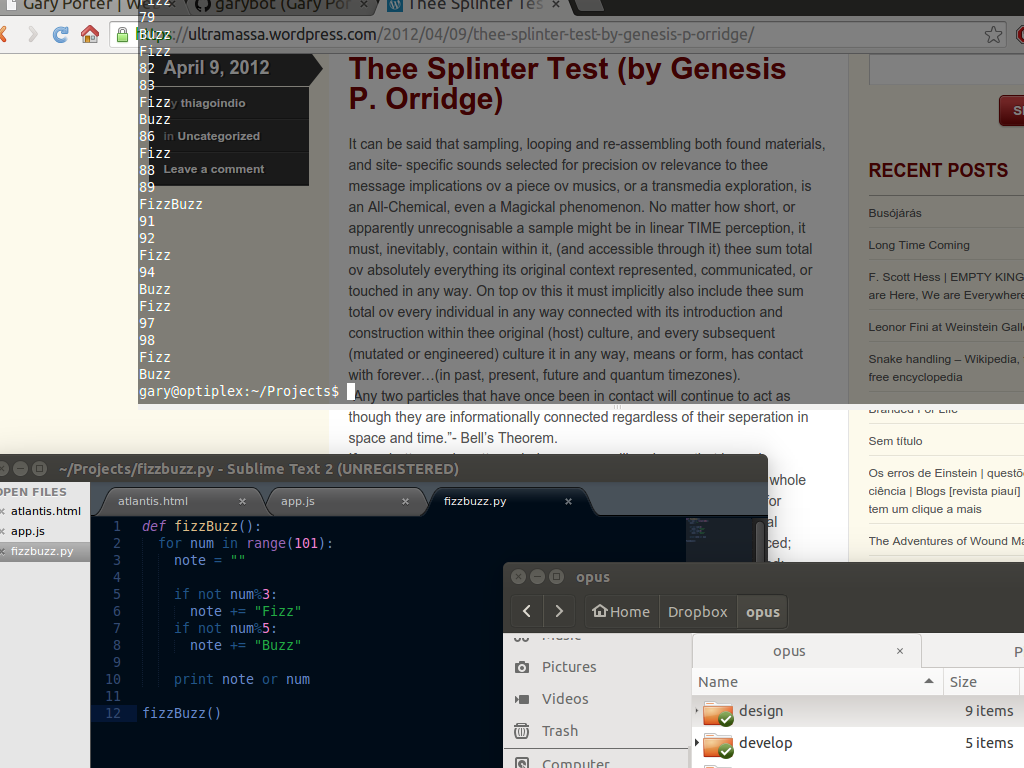 Gary Porter | W
garybot (Gary Por
Thee Splinter Tes
https://ultramassa.wordpress.com/2012/04/09/thee-splinter-test-by-genesis-p-orridge/
Fizz
79
Buzz
Fizz
82
83
Fizz
Buzz
86
Fizz
88
89
FizzBuzz
91
92
Fizz
94
Buzz
Fizz
97
98
Fizz
Buzz
gary@optiplex:~/Projects$
April 9, 2012
by thiagoindio
in Uncategorized
Leave a comment
Thee Splinter Test (by Genesis
P. Orridge)
It can be said that sampling, looping and re-assembling both found materials,
and site- specific sounds selected for precision ov relevance to thee
message implications ov a piece ov musics, or a transmedia exploration, is
an All-Chemical, even a Magickal phenomenon. No matter how short, or
apparently unrecognisable a sample might be in linear TIME perception, it
must, inevitably, contain within it, (and accessible through it) thee sum total
ov absolutely everything its original context represented, communicated, or
touched in any way. On top ov this it must implicitly also include thee sum
total ov every individual in any way connected with its introduction and
construction within thee original (host) culture, and every subsequent
(mutated or engineered) culture it in any way, means or form, has contact
with forever…(in past, present, future and quantum timezones).
“Any two particles that have once been in contact will continue to act as
though they are informationally connected regardless of their seperation in
space and time.”- Bell’s Theorem.
whole
for
al
ced;
RECENT POSTS
Busójárás
Long Time Coming
F. Scott Hess | EMPTY KING
are Here, We are Everywhere
Leonor Fini at Weinstein Gall
Snake handling – Wikipedia,
free encyclopedia
Branded For Life
Sem título
Os erros de Einstein | questõ
ciência | Blogs [revista piauí]
tem um clique a mais
The Adventures of Wound Ma
~/Projects/fizzbuzz.py - Sublime Text 2 (UNREGISTERED)
OPEN FILES
atlantis.html
app.js
fizzbuzz.py
atlantis.html
app.js
fizzbuzz.py
1 def fizzBuzz():
2 for num in range(101):
3 note = ""
4
5 if not num%3:
6 note += "Fizz"
7 if not num%5:
8 note += "Buzz"
9
10 print note or num
11
12 fizzBuzz()
opus
Home
Dropbox
opus
Music
Pictures
Videos
Trash
Computer
opus
P
Name
Size
design
9 items
develop
5 items